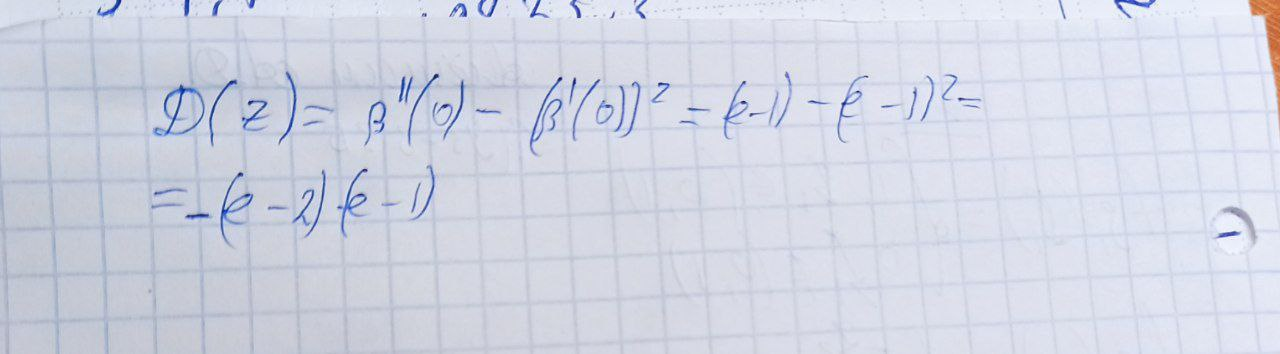 D(z) = β''(0) - (β'(0))² = (e-1) - (e-1)² =
= -(e-2)·(e-1)